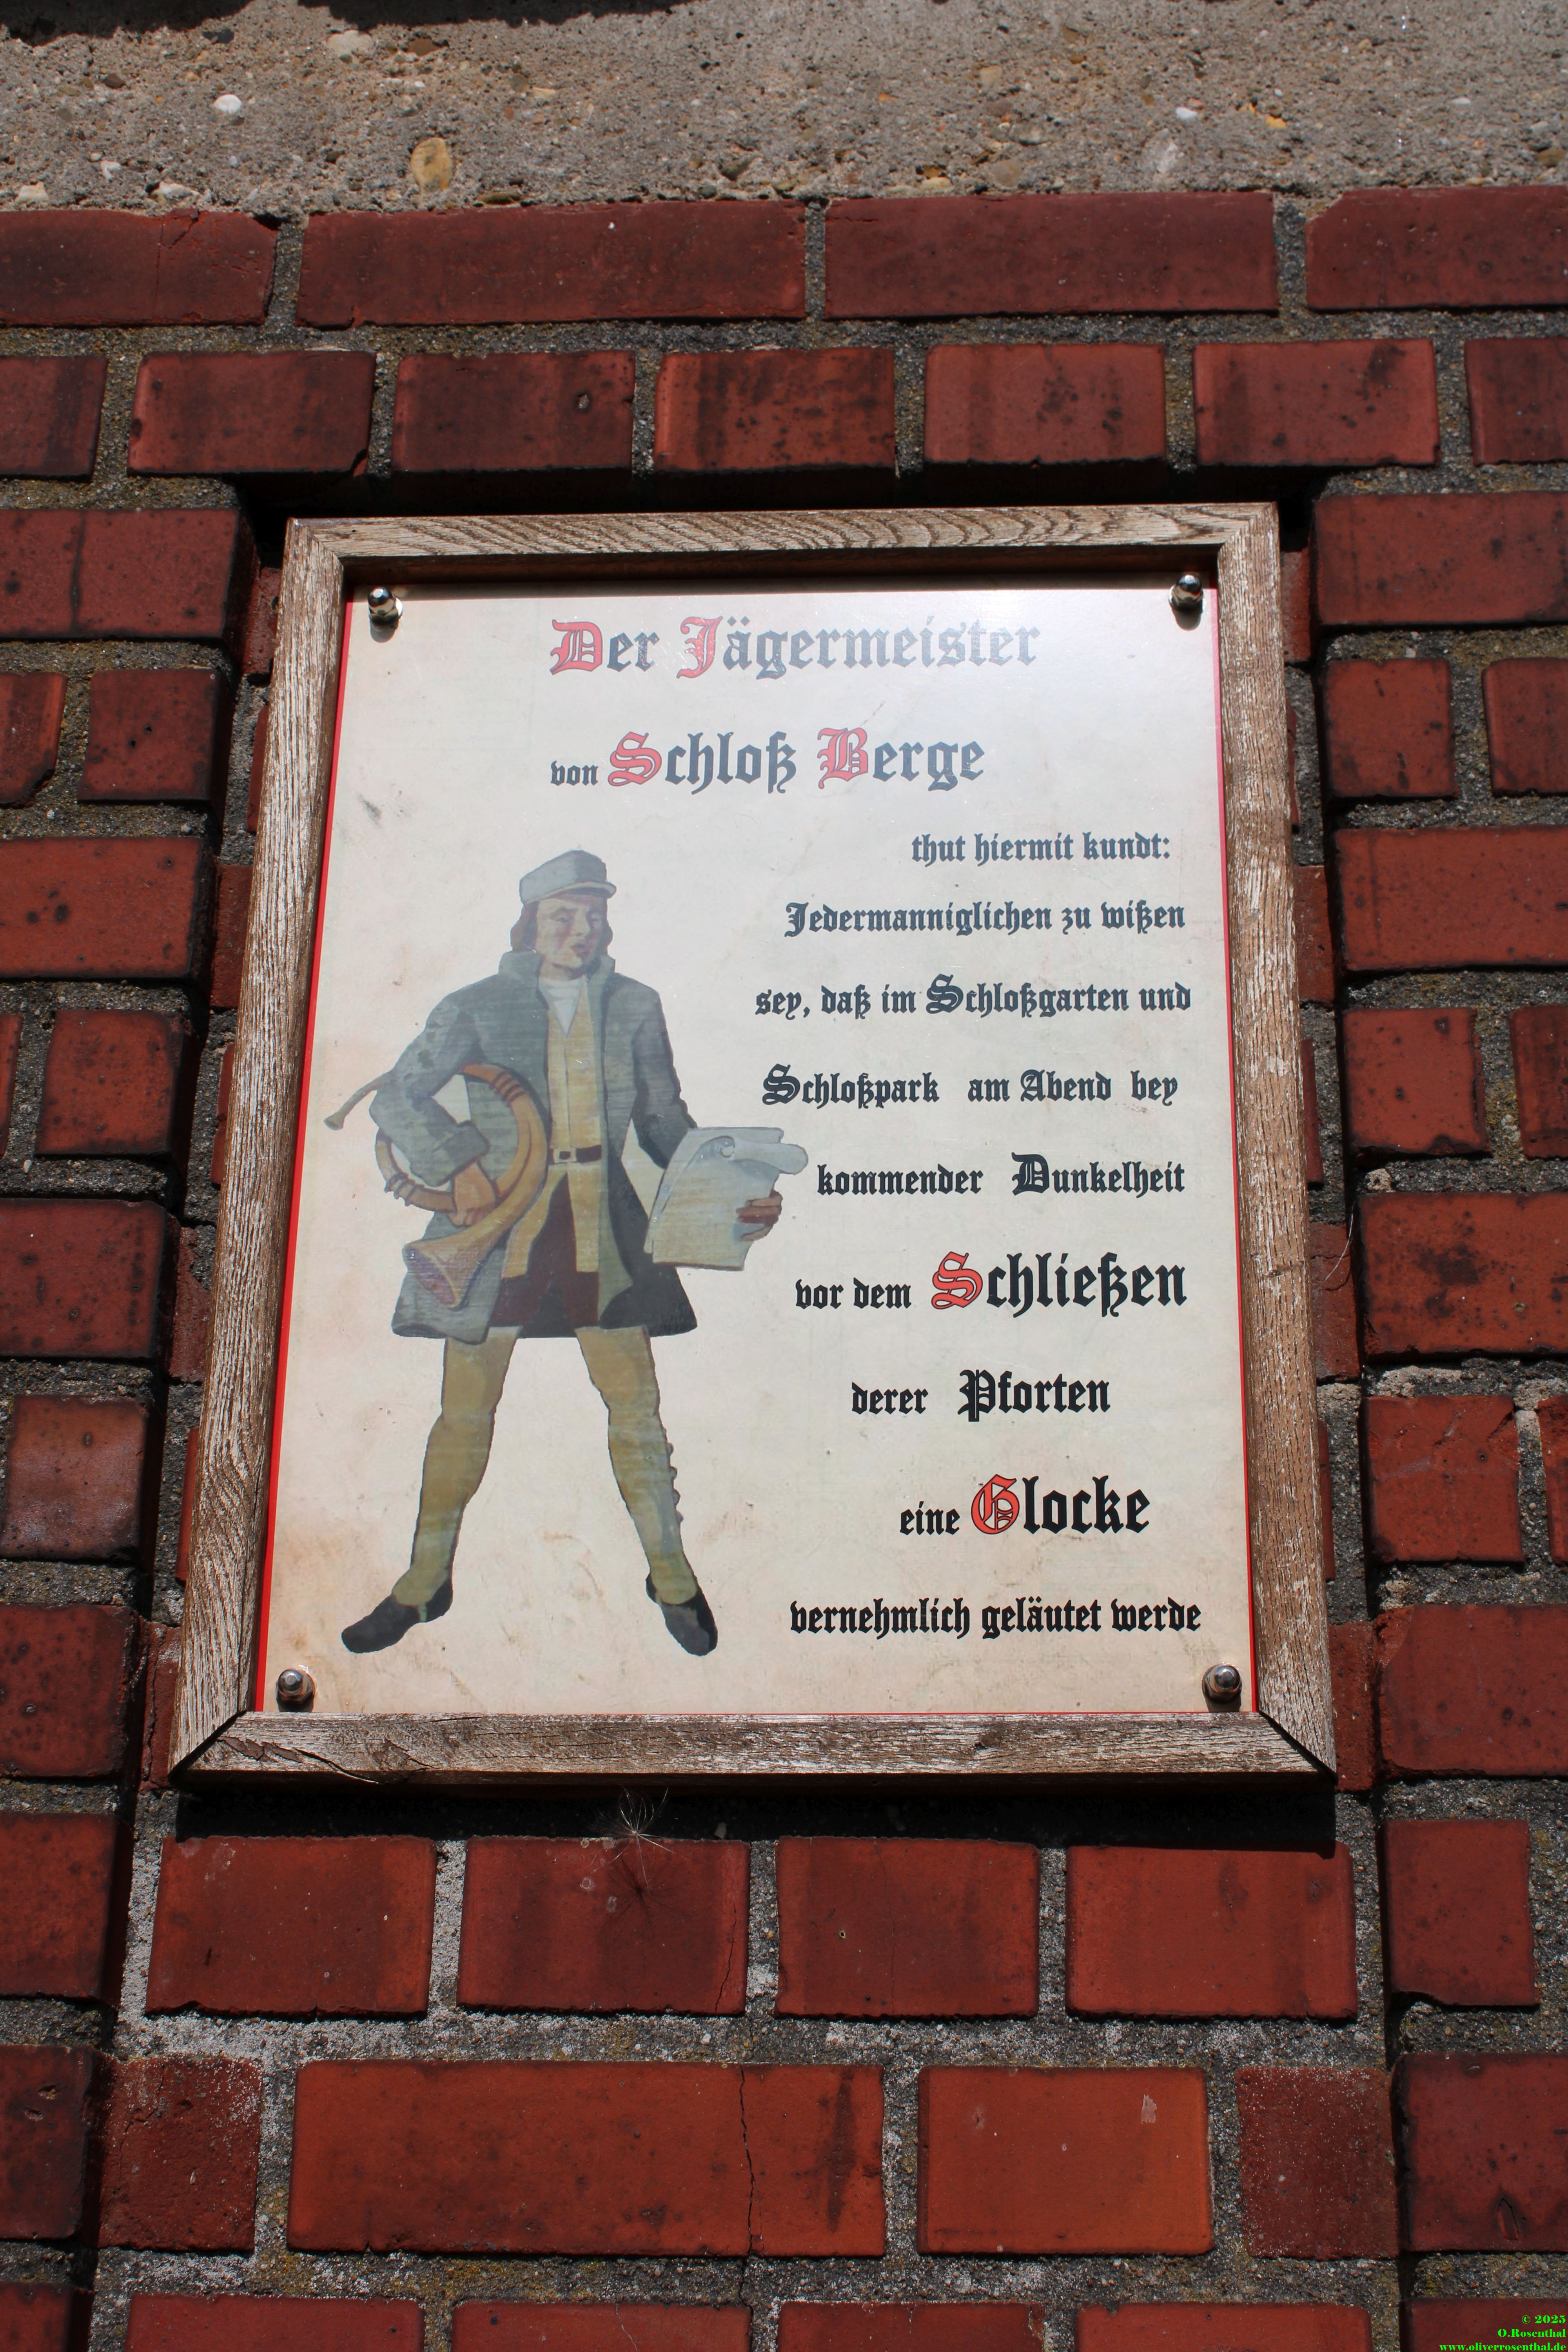 Der Jägermeister
von Schloß Berge
thut hiermit kundt:
Jedermanniglichen zu wißen
sey, daß im Schloßgarten und
Schloßpark am Abend bey
kommender Dunkelheit
vor dem Schließen
derer Pforten
eine Glocke
vernehmlich geläutet werde
© 2025
O.Rosenthal
www.oliverrosenthal.de